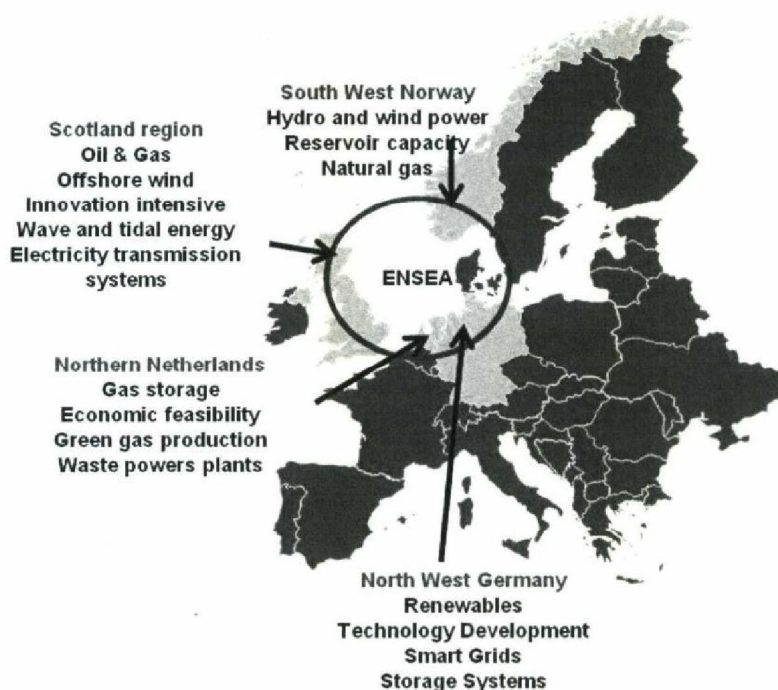 South West Norway
Hydro and wind power
Reservoir capacity
Natural gas
Scotland region
Oil & Gas
Offshore wind
Innovation intensive
Wave and tidal energy
Electricity transmission
systems
ENSEA
Northern Netherlands
Gas storage
Economic feasibility
Green gas production
Waste powers plants
North West Germany
Renewables
Technology Development
Smart Grids
Storage Systems